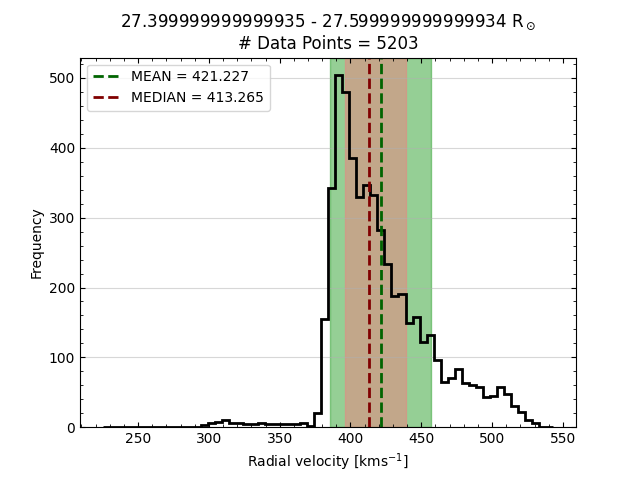 27.399999999999935 - 27.599999999999934 R⊙
# Data Points = 5203
MEAN = 421.227
MEDIAN = 413.265
Frequency
500
400
300
200
100
0
250 300 350 400 450 500 550
Radial velocity [kms⁻¹]